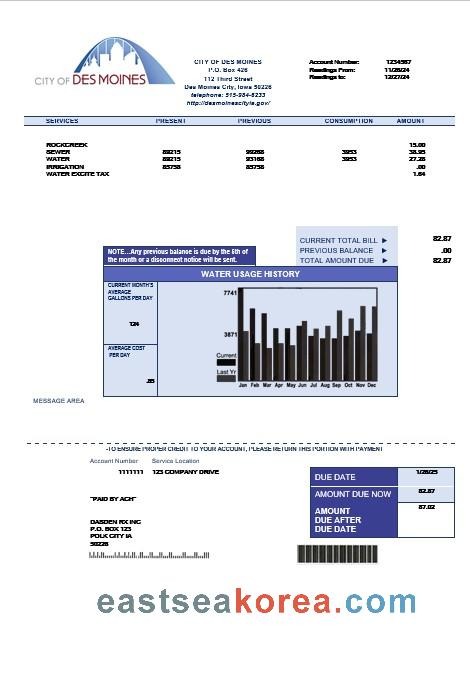 CITY OF DES MOINES
CITY OF DES MOINES
P.O. Box 426
112 Third Street
Des Moines City, Iowa 50226
telephone: 515-984-6233
http://desmoinescityia.gov/
Account Number: 1234567
Readings From: 11/26/24
Readings to: 12/27/24
SERVICES PRESENT PREVIOUS CONSUMPTION AMOUNT
ROCKCREEK 15.00
SEWER 89215 3953 38.95
WATER 89215 93168 3953 27.28
IRRIGATION 85758 85758 .00
WATER EXCITE TAX 1.64
CURRENT TOTAL BILL ▶ 82.87
PREVIOUS BALANCE ▶ .00
TOTAL AMOUNT DUE ▶ 82.87
NOTE...Any previous balance is due by the 6th of
the month or a disconnect notice will be sent.
WATER USAGE HISTORY
CURRENT MONTH'S
AVERAGE
GALLONS PER DAY
124
AVERAGE COST
PER DAY
.85
7741
3871
Current
Last Yr
Jan Feb Mar Apr May Jun Jul Aug Sep Oct Nov Dec
MESSAGE AREA
-TO ENSURE PROPER CREDIT TO YOUR ACCOUNT, PLEASE RETURN THIS PORTION WITH PAYMENT
Account Number Service Location
1111111 123 COMPANY DRIVE
"PAID BY ACH"
DASDEN RX INC
P.O. BOX 123
POLK CITY IA
50226
DUE DATE 1/26/25
AMOUNT DUE NOW 82.87
AMOUNT
DUE AFTER
DUE DATE
87.02
eastseakorea.com